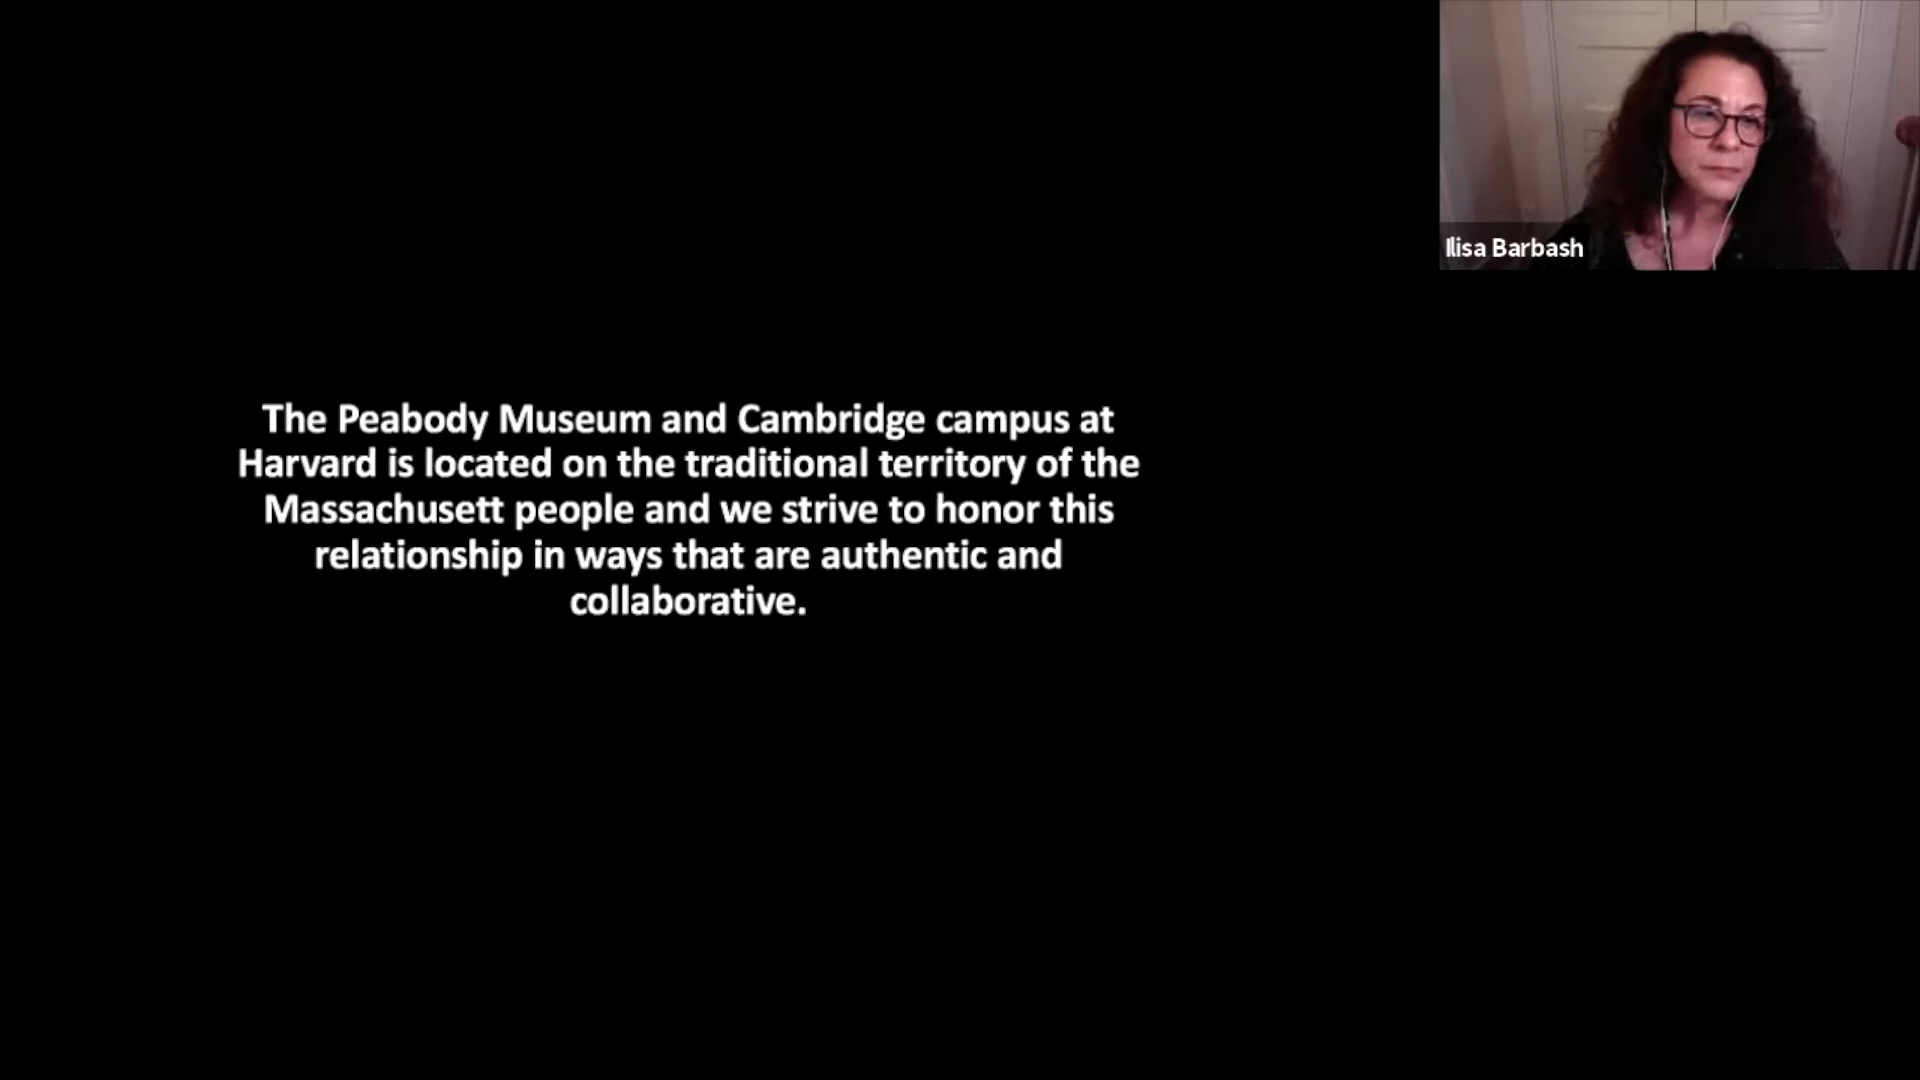 The Peabody Museum and Cambridge campus at
Harvard is located on the traditional territory of the
Massachusett people and we strive to honor this
relationship in ways that are authentic and
collaborative.
Ilisa Barbash